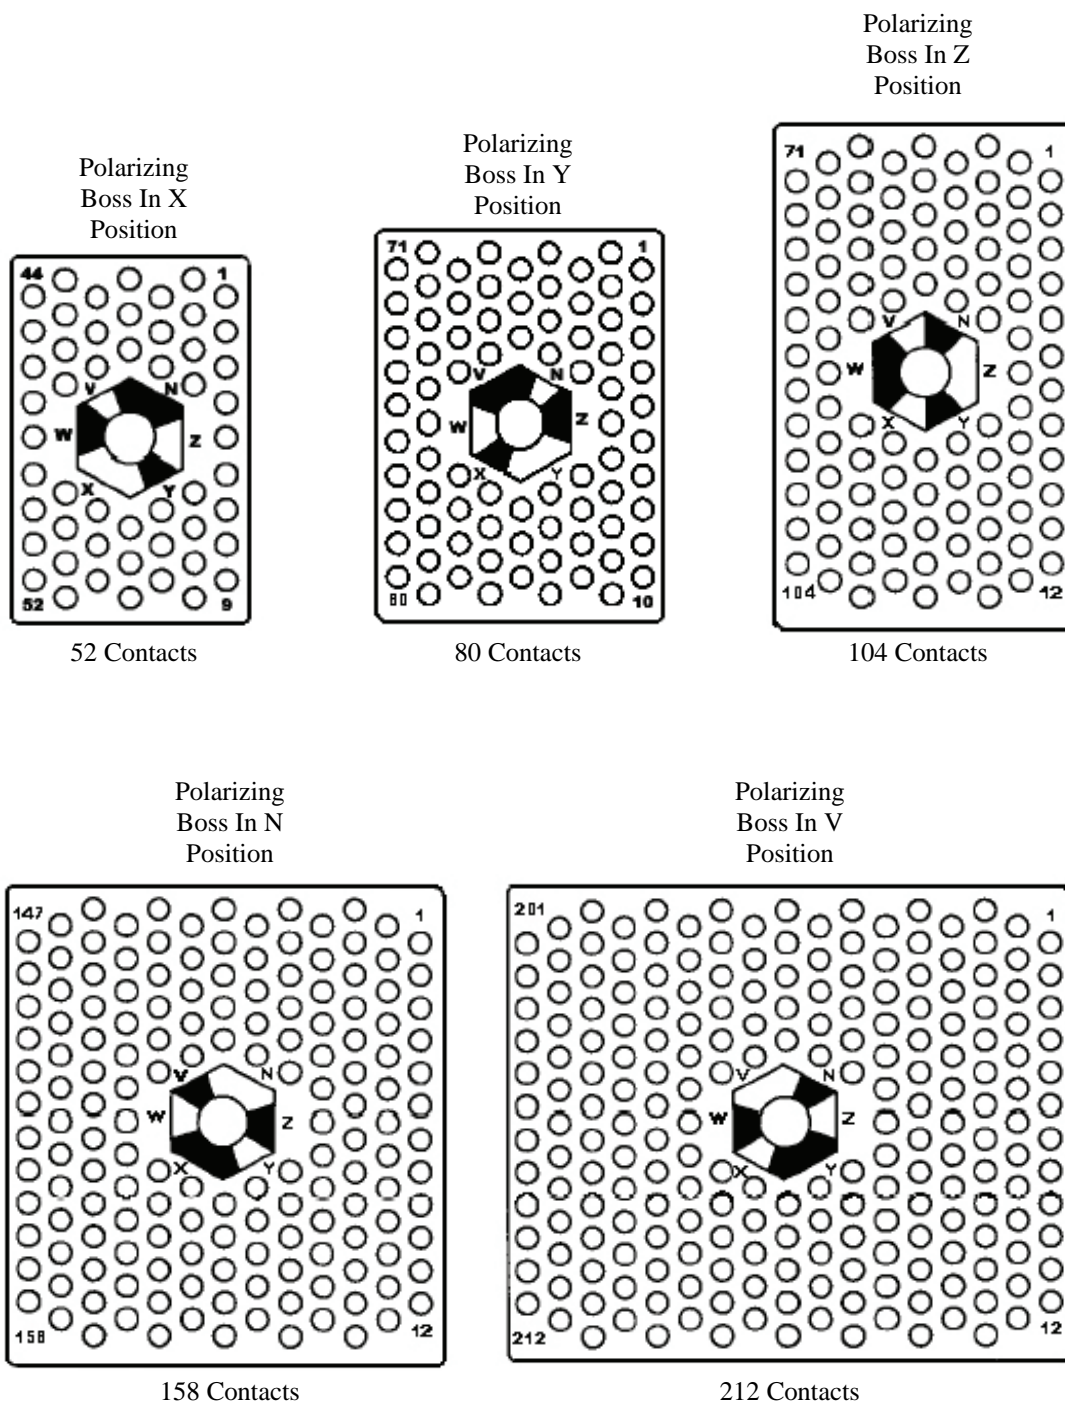 Polarizing
Boss In X
Position
44 1
V N
W Z
X Y
52 9
52 Contacts
Polarizing
Boss In Y
Position
71 1
V N
W Z
X Y
80 10
80 Contacts
Polarizing
Boss In Z
Position
71 1
V N
W Z
X Y
104 12
104 Contacts
Polarizing
Boss In N
Position
147 1
V N
W Z
X Y
158 12
158 Contacts
Polarizing
Boss In V
Position
201 1
V N
W Z
X Y
212 12
212 Contacts